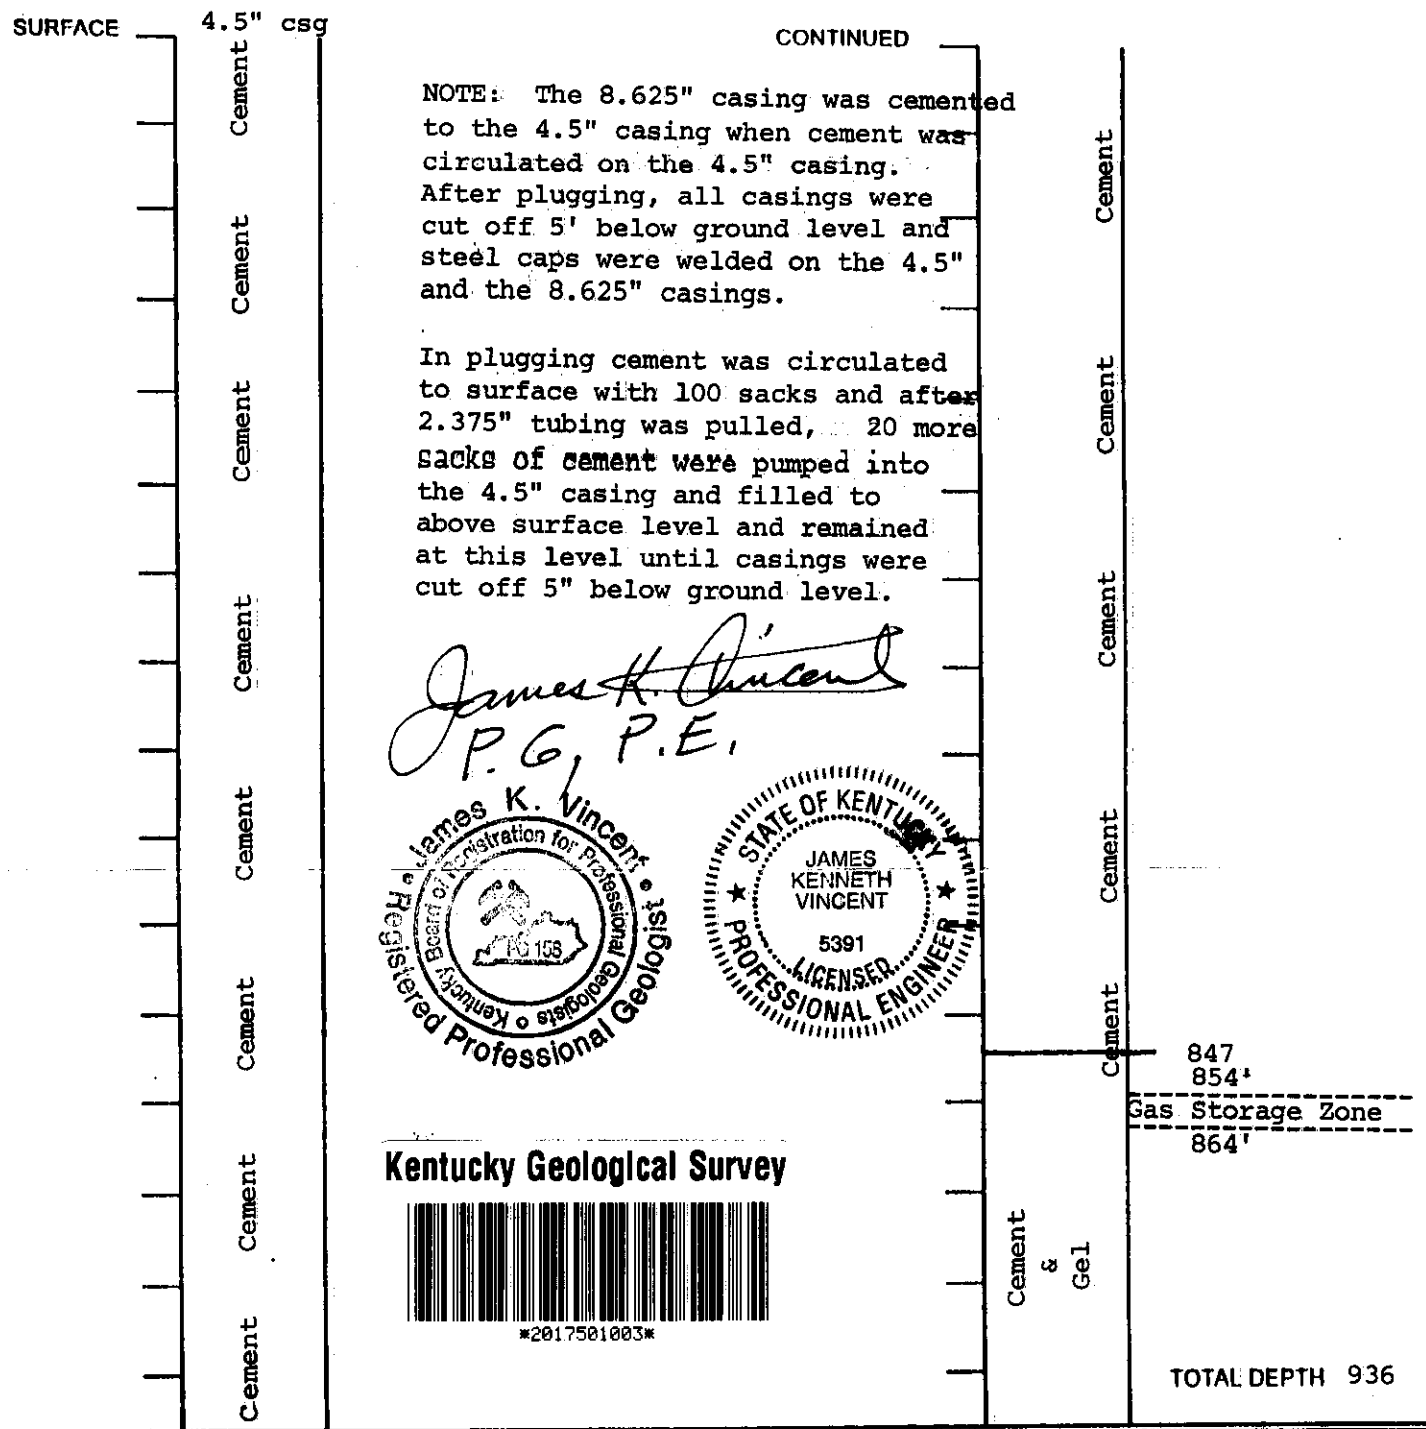 SURFACE
4.5" csg
Cement
Cement
Cement
Cement
Cement
Cement
Cement
Cement
CONTINUED
NOTE: The 8.625" casing was cemented
to the 4.5" casing when cement was
circulated on the 4.5" casing.
After plugging, all casings were
cut off 5' below ground level and
steel caps were welded on the 4.5"
and the 8.625" casings.
In plugging cement was circulated
to surface with 100 sacks and after
2.375" tubing was pulled, 20 more
sacks of cement were pumped into
the 4.5" casing and filled to
above surface level and remained
at this level until casings were
cut off 5" below ground level.
James K. Vincent
P.G, P.E.
James K. Vincent • Registered Professional Geologist •
Kentucky Board of Registration for Professional Geologists
PG 158
STATE OF KENTUCKY
JAMES
KENNETH
VINCENT
5391
LICENSED
PROFESSIONAL ENGINEER
Kentucky Geological Survey
*2017501003*
Cement
Cement
Cement
Cement
Cement
847
854'
Gas Storage Zone
864'
Cement
&
Gel
TOTAL DEPTH 936